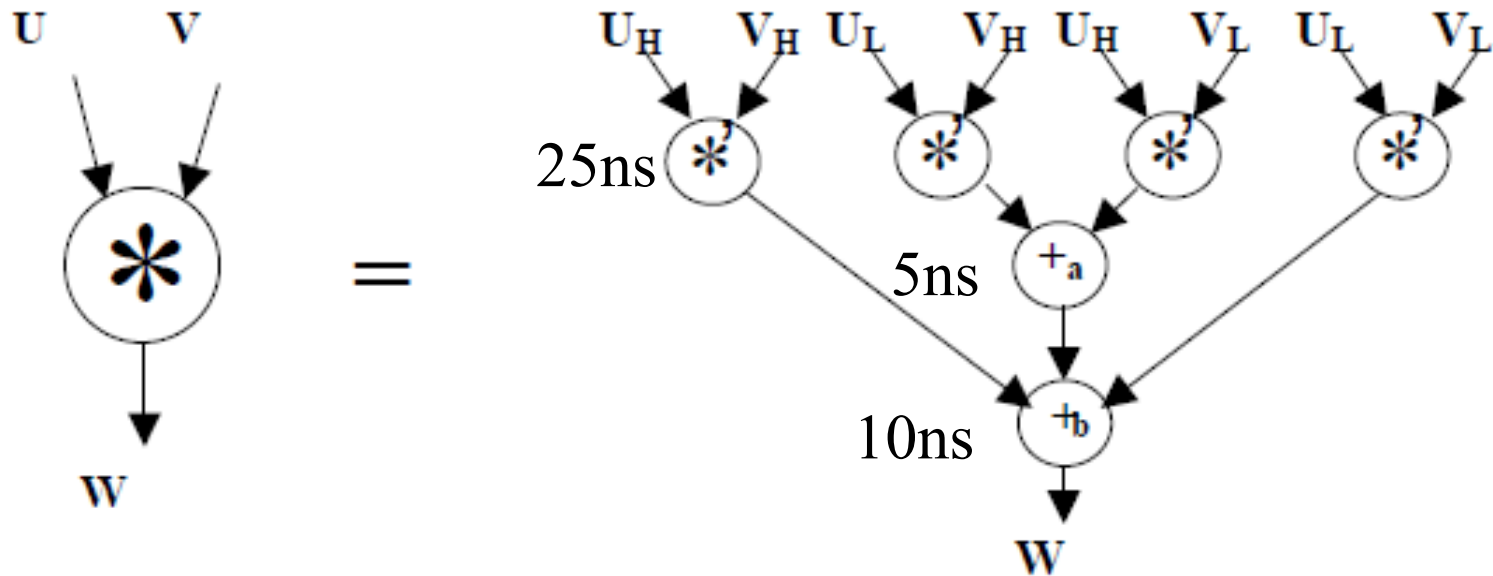 U V
U_H V_H U_L V_H U_H V_L U_L V_L
* = 25ns *’ *’ *’ *’
5ns +a
10ns +b
W
W